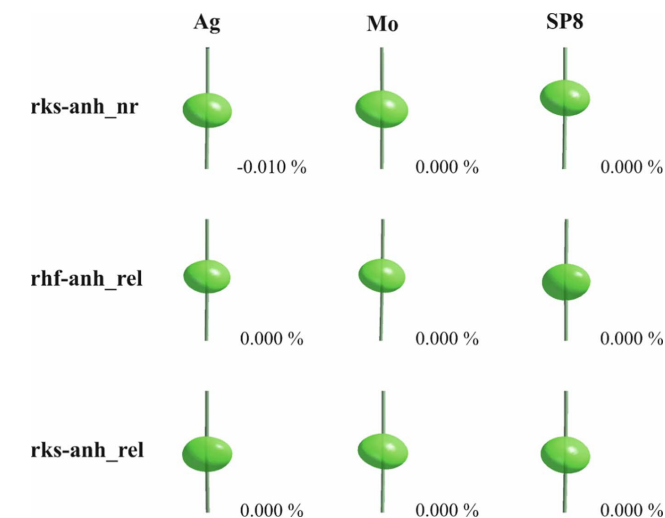 Ag Mo SP8
rks-anh_nr
-0.010 % 0.000 % 0.000 %
rhf-anh_rel
0.000 % 0.000 % 0.000 %
rks-anh_rel
0.000 % 0.000 % 0.000 %